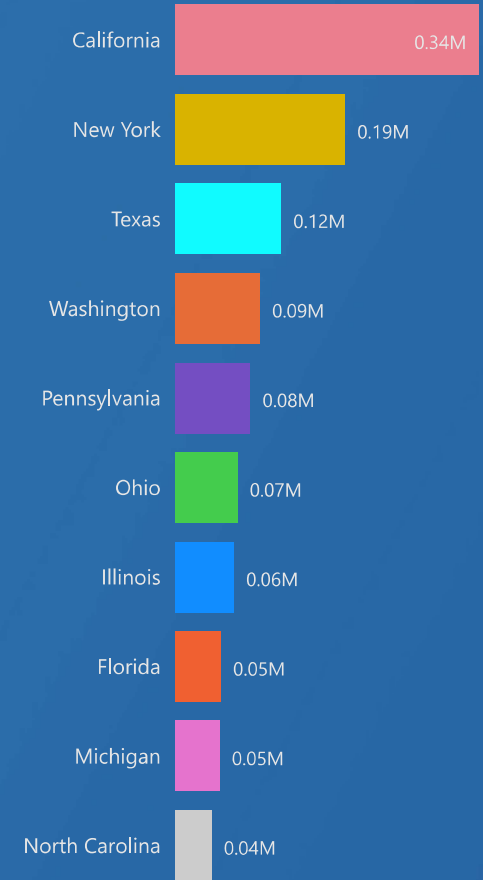 California 0.34M
New York 0.19M
Texas 0.12M
Washington 0.09M
Pennsylvania 0.08M
Ohio 0.07M
Illinois 0.06M
Florida 0.05M
Michigan 0.05M
North Carolina 0.04M